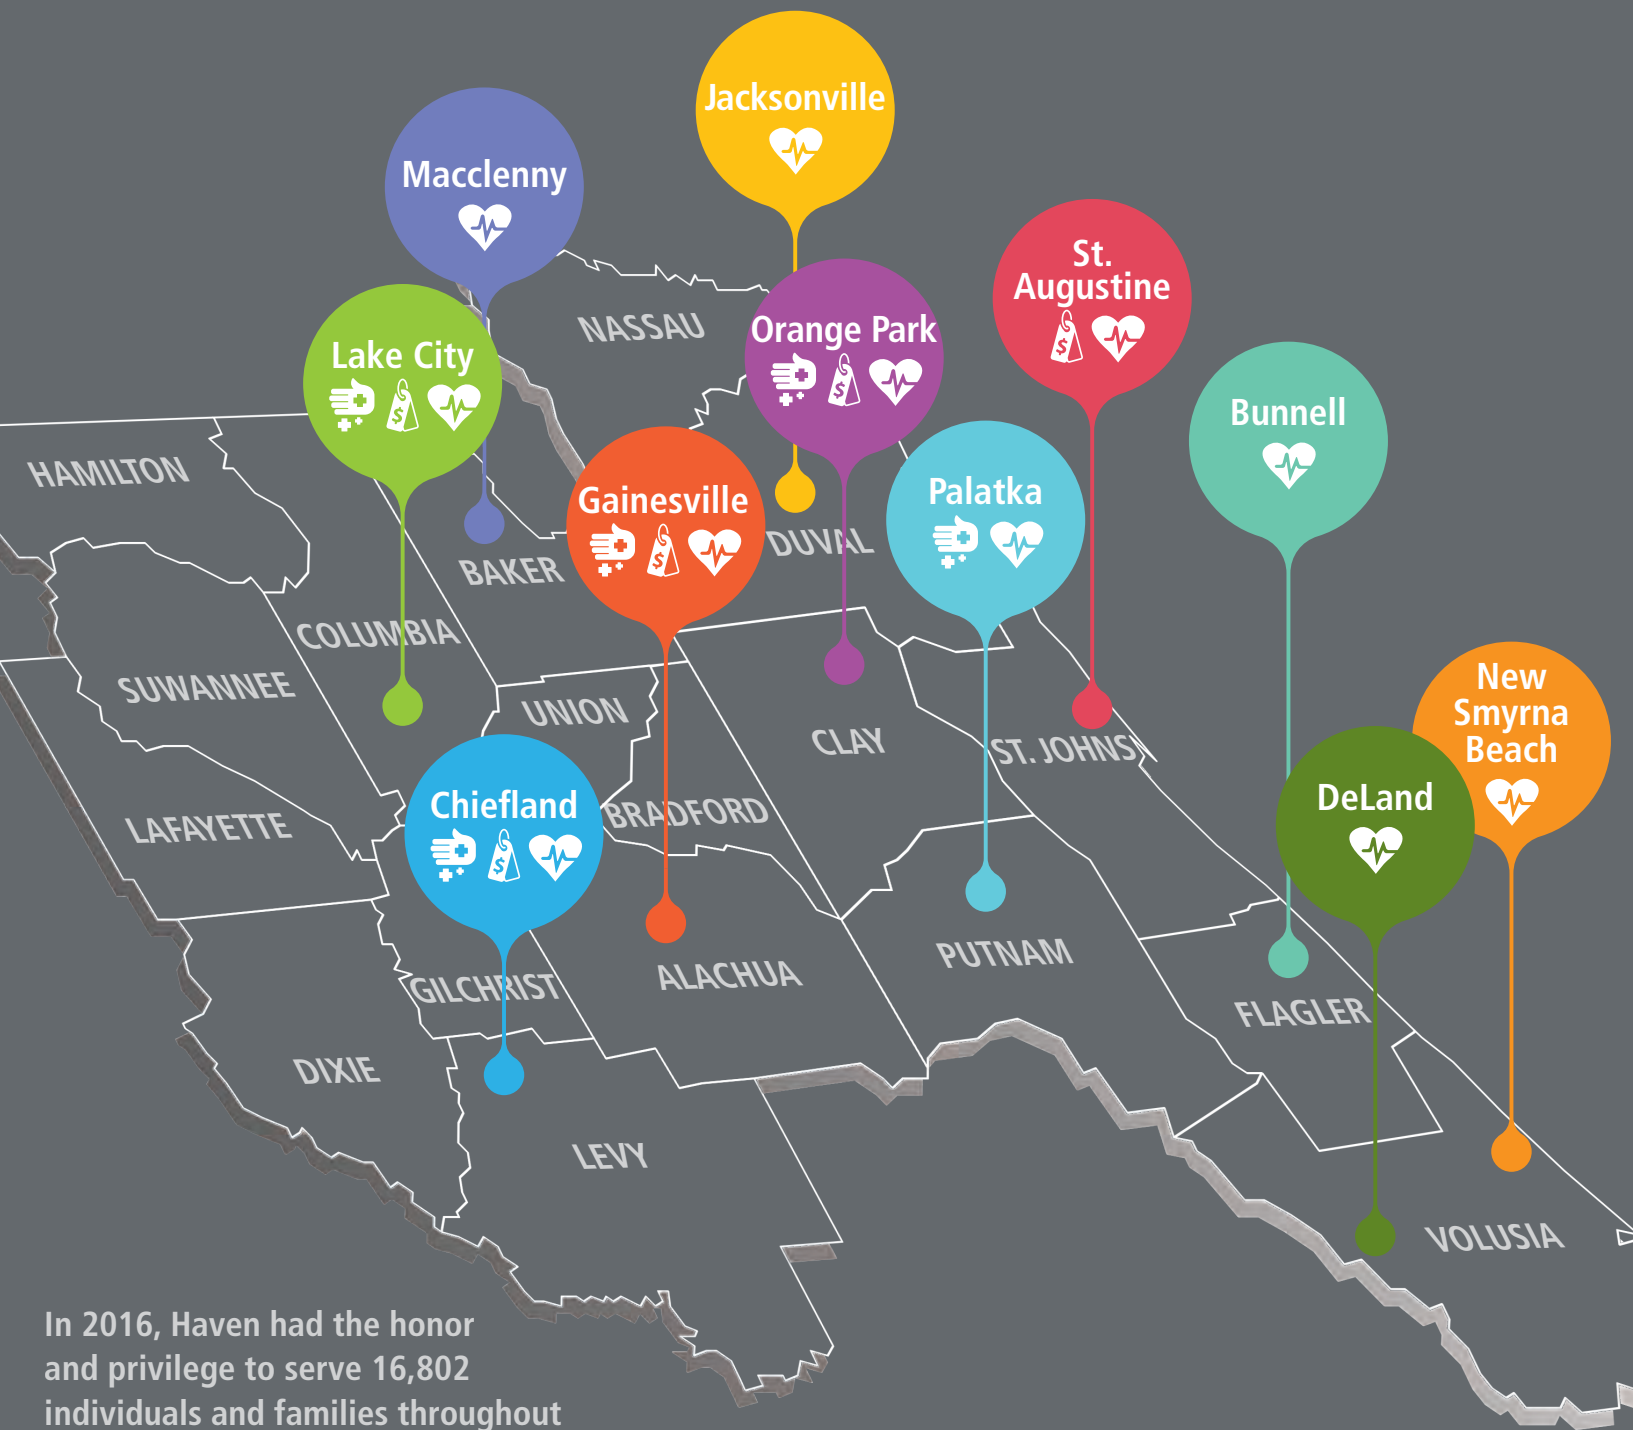 Jacksonville
Macclenny
St.
Augustine
NASSAU
Orange Park
Lake City
$
$
$
Bunnell
HAMILTON
Gainesville
$
Palatka
DUVAL
BAKER
COLUMBIA
SUWANNEE
UNION
New
Smyrna
Beach
CLAY
ST. JOHNS
DeLand
Chiefland
$
BRADFORD
LAFAYETTE
PUTNAM
ALACHUA
GILCHRIST
FLAGLER
DIXIE
LEVY
VOLUSIA
In 2016, Haven had the honor
and privilege to serve 16,802
individuals and families throughout